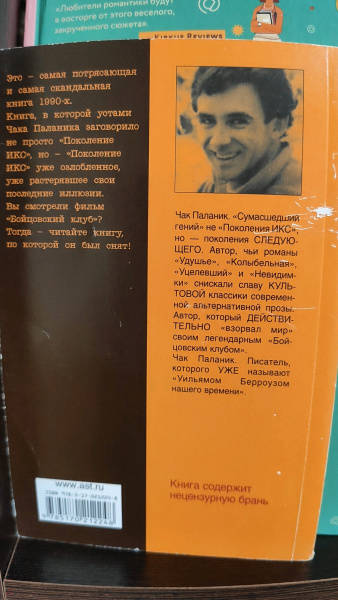 «Любители романтики будут
в восторге от этого веселого,
закрученного сюжета».
KIRKUS REVIEWS
Это – самая потрясающая
и самая скандальная
книга 1990-х.
Книга, в которой устами
Чака Паланика заговорило
не просто «Поколение
ИКС», но – «Поколение
ИКС» уже озлобленное,
уже растерявшее свои
последние иллюзии.
Вы смотрели фильм
«Бойцовский клуб»?
Тогда – читайте книгу,
по которой он был снят!
Чак Паланик. «Сумасшедший
гений» не «Поколения ИКС»,
но — поколения СЛЕДУЮ-
ЩЕГО. Автор, чьи романы
«Удушье», «Колыбельная»,
«Уцелевший» и «Невидим-
ки» снискали славу КУЛЬ-
ТОВОЙ классики современ-
ной альтернативной прозы.
Автор, который ДЕЙСТВИ-
ТЕЛЬНО «взорвал мир»
своим легендарным «Бой-
цовским клубом».
Чак Паланик. Писатель,
которого УЖЕ называют
«Уильямом Берроузом
нашего времени».
Книга содержит
нецензурную брань
www.ast.ru
9 785170 212248